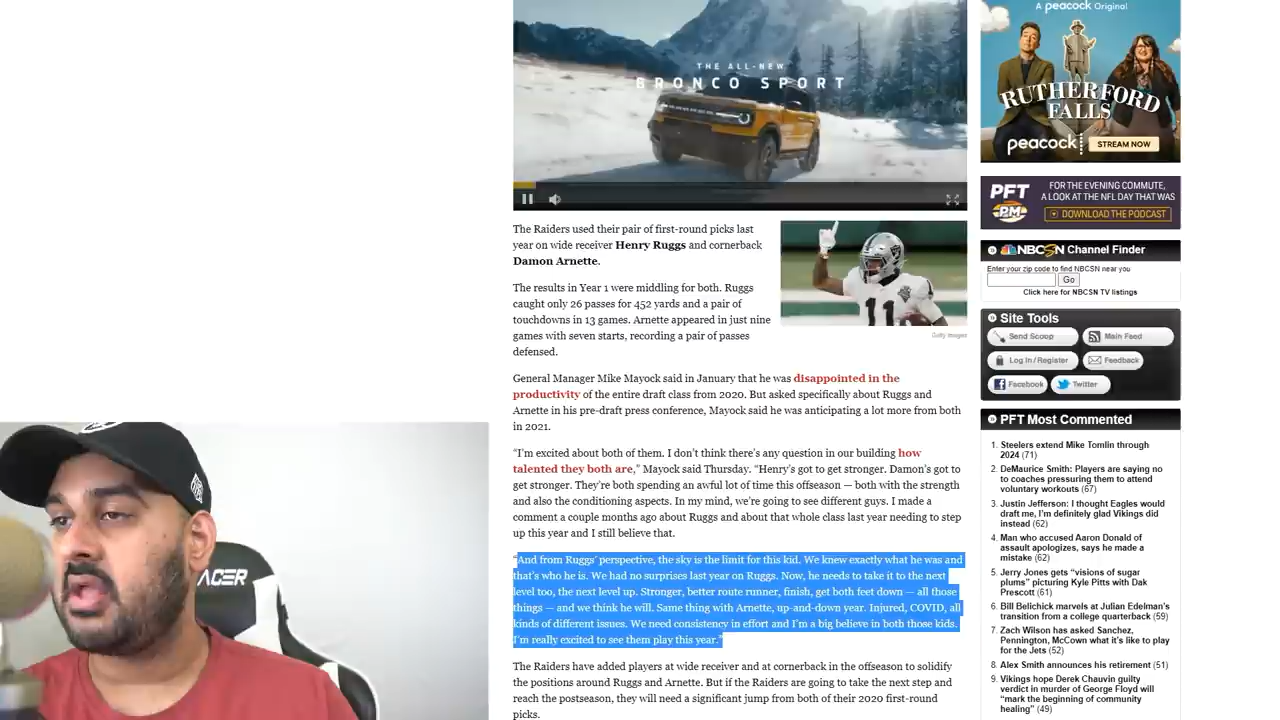 A peacock Original
RUTHERFORD
FALLS
peacock
STREAM NOW
THE ALL-NEW
BRONCO SPORT
PFT
PM
FOR THE EVENING COMMUTE,
A LOOK AT THE NFL DAY THAT WAS
DOWNLOAD THE PODCAST
The Raiders used their pair of first-round picks last
year on wide receiver Henry Ruggs and cornerback
Damon Arnette.
The results in Year 1 were middling for both. Ruggs
caught only 26 passes for 452 yards and a pair of
touchdowns in 13 games. Arnette appeared in just nine
games with seven starts, recording a pair of passes
defensed.
11
Getty Images
General Manager Mike Mayock said in January that he was disappointed in the
productivity of the entire draft class from 2020. But asked specifically about Ruggs and
Arnette in his pre-draft press conference, Mayock said he was anticipating a lot more from both
in 2021.
“I’m excited about both of them. I don’t think there’s any question in our building how
talented they both are,” Mayock said Thursday. “Henry’s got to get stronger. Damon’s got to
get stronger. They’re both spending an awful lot of time this offseason — both with the strength
and also the conditioning aspects. In my mind, we’re going to see different guys. I made a
comment a couple months ago about Ruggs and about that whole class last year needing to step
up this year and I still believe that.
“And from Ruggs’ perspective, the sky is the limit for this kid. We knew exactly what he was and
that’s who he is. We had no surprises last year on Ruggs. Now, he needs to take it to the next
level too, the next level up. Stronger, better route runner, finish, get both feet down — all those
things — and we think he will. Same thing with Arnette, up-and-down year. Injured, COVID, all
kinds of different issues. We need consistency in effort and I’m a big believe in both those kids.
I’m really excited to see them play this year.”
The Raiders have added players at wide receiver and at cornerback in the offseason to solidify
the positions around Ruggs and Arnette. But if the Raiders are going to take the next step and
reach the postseason, they will need a significant jump from both of their 2020 first-round
picks.
NBCSN Channel Finder
Enter your zip code to find NBCSN near you
Go
Click here for NBCSN TV listings
Site Tools
Send Scoop
Main Feed
Log In / Register
Feedback
Facebook
Twitter
PFT Most Commented
1. Steelers extend Mike Tomlin through
2024 (71)
2. DeMaurice Smith: Players are saying no
to coaches pressuring them to attend
voluntary workouts (67)
3. Justin Jefferson: I thought Eagles would
draft me, I’m definitely glad Vikings did
instead (62)
4. Man who accused Aaron Donald of
assault apologizes, says he made a
mistake (62)
5. Jerry Jones gets “visions of sugar
plums” picturing Kyle Pitts with Dak
Prescott (61)
6. Bill Belichick marvels at Julian Edelman’s
transition from a college quarterback (59)
7. Zach Wilson has asked Sanchez,
Pennington, McCown what it’s like to play
for the Jets (52)
8. Alex Smith announces his retirement (51)
9. Vikings hope Derek Chauvin guilty
verdict in murder of George Floyd will
“mark the beginning of community
healing” (49)
ACER